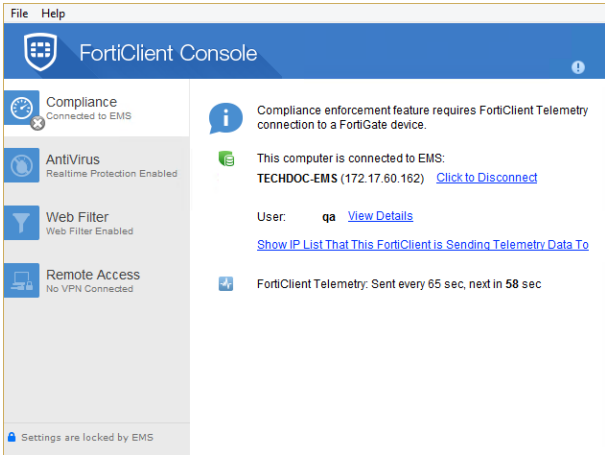 File Help
FortiClient Console
Compliance
Connected to EMS
AntiVirus
Realtime Protection Enabled
Web Filter
Web Filter Enabled
Remote Access
No VPN Connected
Settings are locked by EMS
Compliance enforcement feature requires FortiClient Telemetry
connection to a FortiGate device.
This computer is connected to EMS:
TECHDOC-EMS (172.17.60.162) Click to Disconnect
User: qa View Details
Show IP List That This FortiClient is Sending Telemetry Data To
FortiClient Telemetry: Sent every 65 sec, next in 58 sec